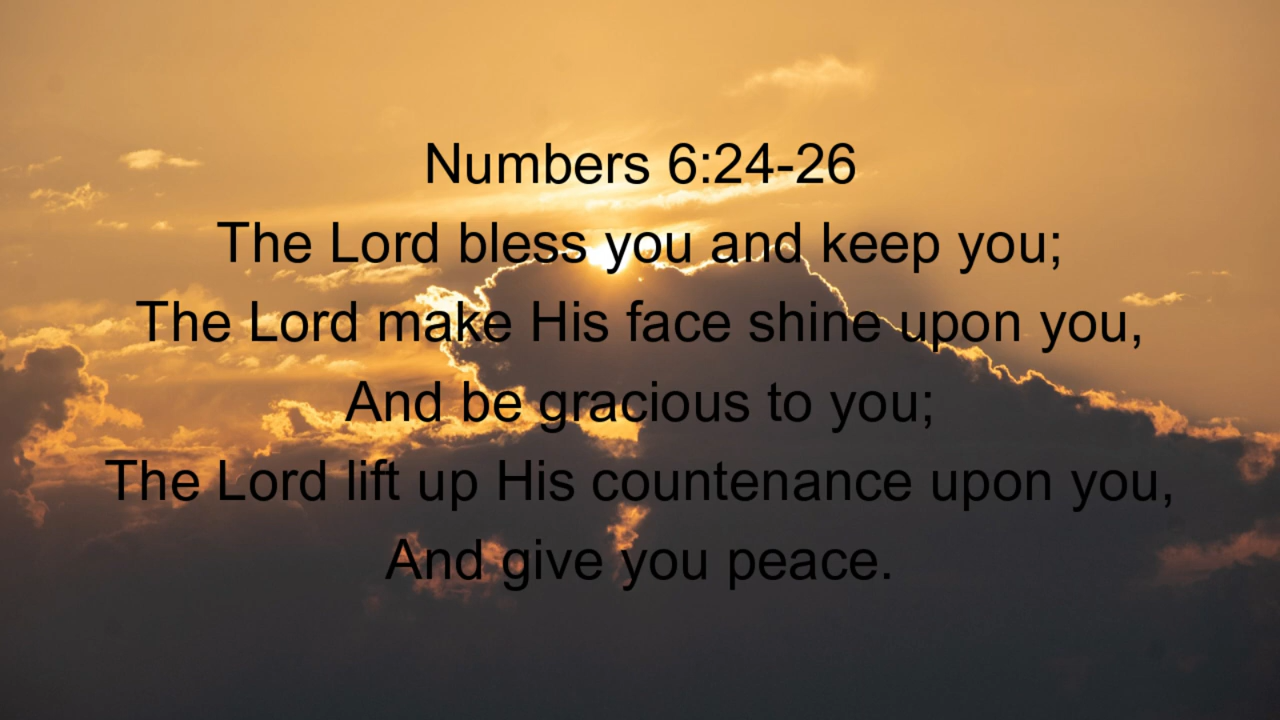 Numbers 6:24-26
The Lord bless you and keep you;
The Lord make His face shine upon you,
And be gracious to you;
The Lord lift up His countenance upon you,
And give you peace.